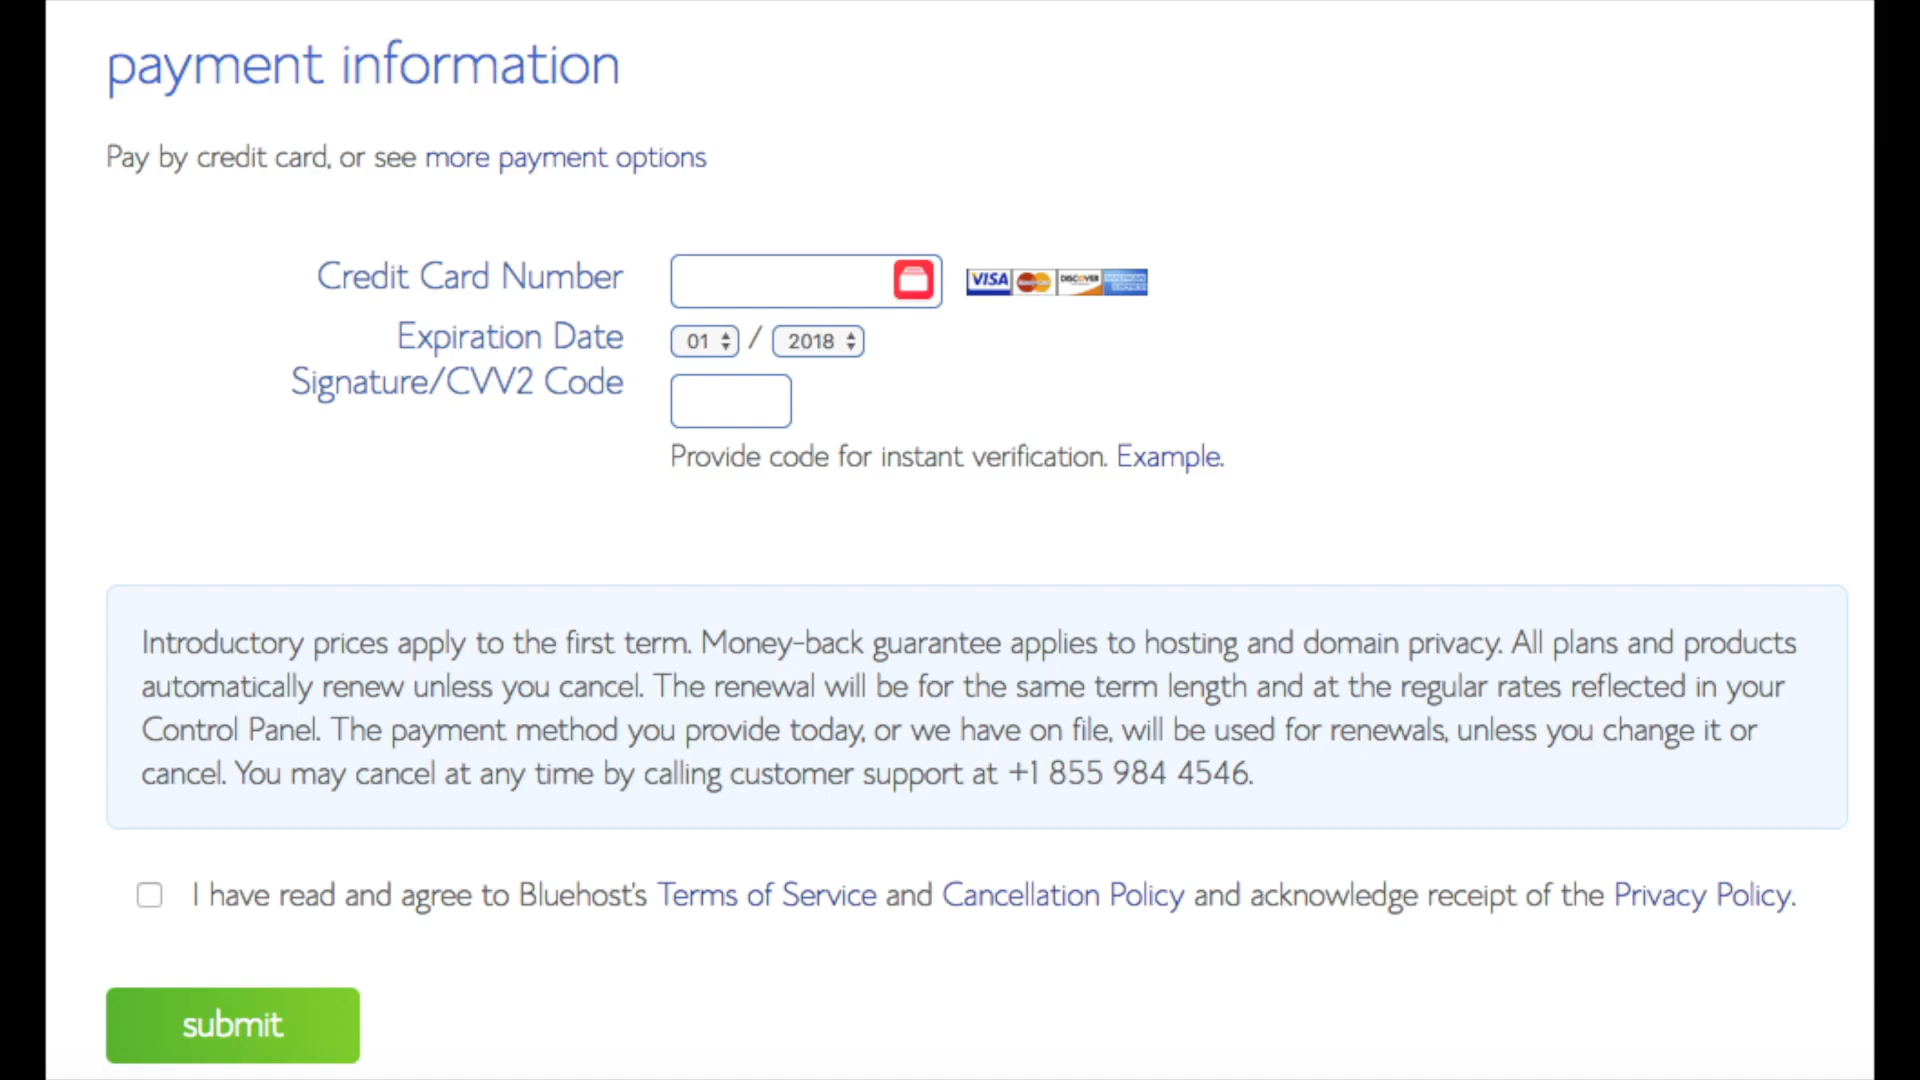 payment information
Pay by credit card, or see more payment options
Credit Card Number
VISA MasterCard DISCOVER AMERICAN EXPRESS
Expiration Date 01 / 2018
Signature/CVV2 Code
Provide code for instant verification. Example.
Introductory prices apply to the first term. Money-back guarantee applies to hosting and domain privacy. All plans and products
automatically renew unless you cancel. The renewal will be for the same term length and at the regular rates reflected in your
Control Panel. The payment method you provide today, or we have on file, will be used for renewals, unless you change it or
cancel. You may cancel at any time by calling customer support at +1 855 984 4546.
I have read and agree to Bluehost's Terms of Service and Cancellation Policy and acknowledge receipt of the Privacy Policy.
submit